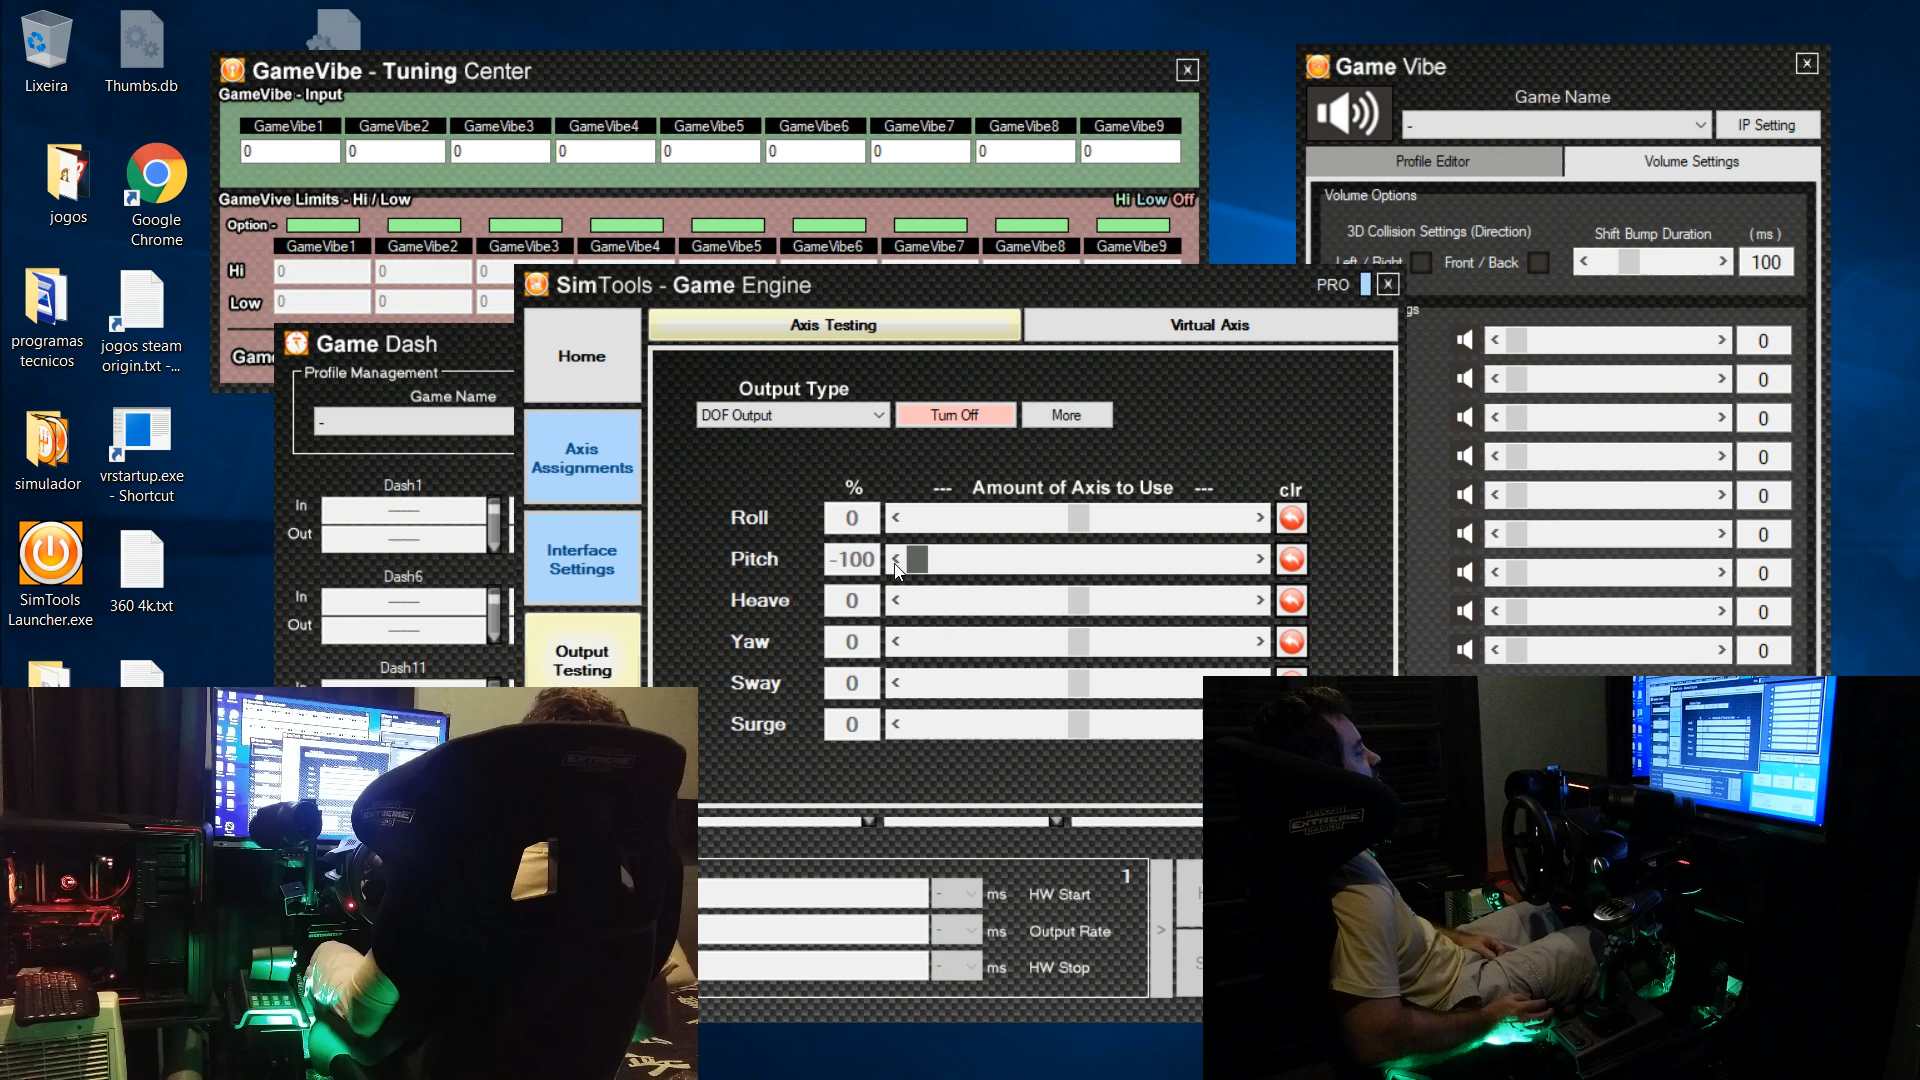 Lixeira
Thumbs.db
jogos
Google
Chrome
programas
tecnicos
jogos steam
origin.txt -...
simulador
vrstartup.exe
- Shortcut
SimTools
Launcher.exe
360 4k.txt
GameVibe - Tuning Center
GameVibe - Input
GameVibe1 GameVibe2 GameVibe3 GameVibe4 GameVibe5 GameVibe6 GameVibe7 GameVibe8 GameVibe9
0 0 0 0 0 0 0 0 0
GameVive Limits - Hi / Low
Hi Low Off
Option -
GameVibe1 GameVibe2 GameVibe3 GameVibe4 GameVibe5 GameVibe6 GameVibe7 GameVibe8 GameVibe9
Hi 0 0 0
Low 0 0 0
Gam
Game Dash
Profile Management
Game Name
-
Dash1
In -----
Out -----
Dash6
In -----
Out -----
Dash11
SimTools - Game Engine
PRO
Home
Axis
Assignments
Interface
Settings
Output
Testing
Axis Testing
Virtual Axis
Output Type
DOF Output
Turn Off
More
% --- Amount of Axis to Use --- clr
Roll 0
Pitch -100
Heave 0
Yaw 0
Sway 0
Surge 0
1
- ms HW Start
- ms Output Rate
- ms HW Stop
>
Game Vibe
Game Name
-
IP Setting
Profile Editor
Volume Settings
Volume Options
3D Collision Settings (Direction)
Left / Right
Front / Back
Shift Bump Duration (ms)
100
gs
0
0
0
0
0
0
0
0
0
EXTREME
EXTREME
EXTREME
RACING